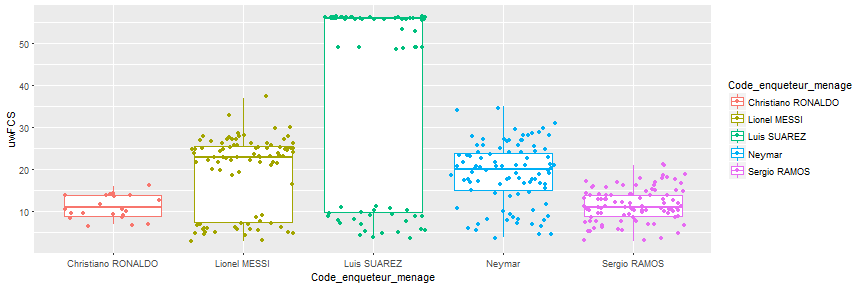 uwFCS
50
40
30
20
10
Christiano RONALDO
Lionel MESSI
Luis SUAREZ
Neymar
Sergio RAMOS
Code_enqueteur_menage
Code_enqueteur_menage
Christiano RONALDO
Lionel MESSI
Luis SUAREZ
Neymar
Sergio RAMOS